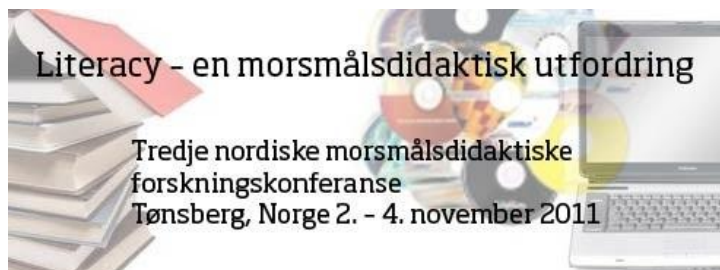 Literacy – en morsmålsdidaktisk utfordring
Tredje nordiske morsmålsdidaktiske
forskningskonferanse
Tønsberg, Norge 2. – 4. november 2011